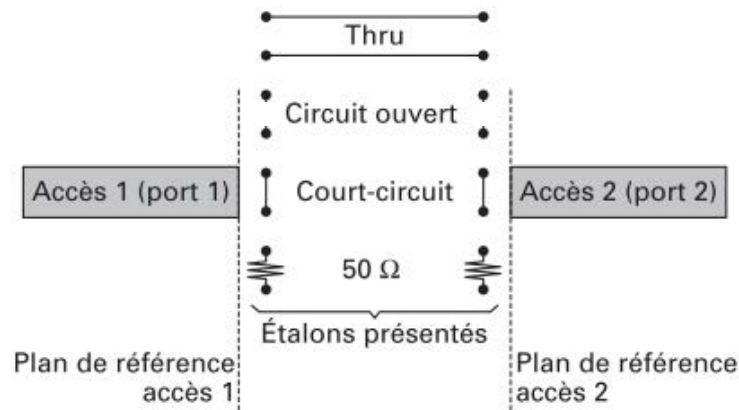 Thru
Circuit ouvert
Accès 1 (port 1)
Court-circuit
Accès 2 (port 2)
50 Ω
Étalons présentés
Plan de référence
accès 1
Plan de référence
accès 2